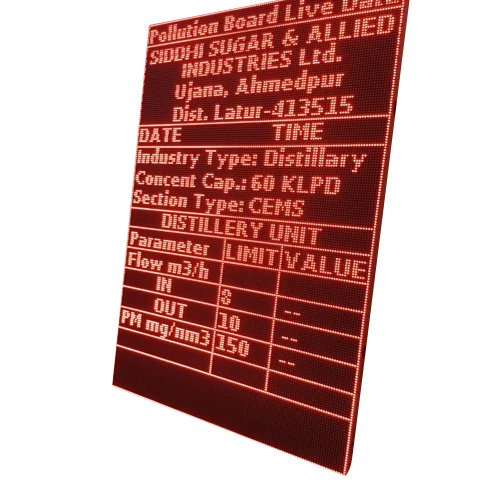 Pollution Board Live Data
SIDDHI SUGAR & ALLIED
INDUSTRIES Ltd.
Ujana, Ahmedpur
Dist. Latur-413515
DATE TIME
Industry Type: Distillary
Concent Cap.: 60 KLPD
Section Type: CEMS
DISTILLERY UNIT
Parameter LIMIT VALUE
Flow m3/h
IN 8 --
OUT 10 --
PM mg/nm3 150 --